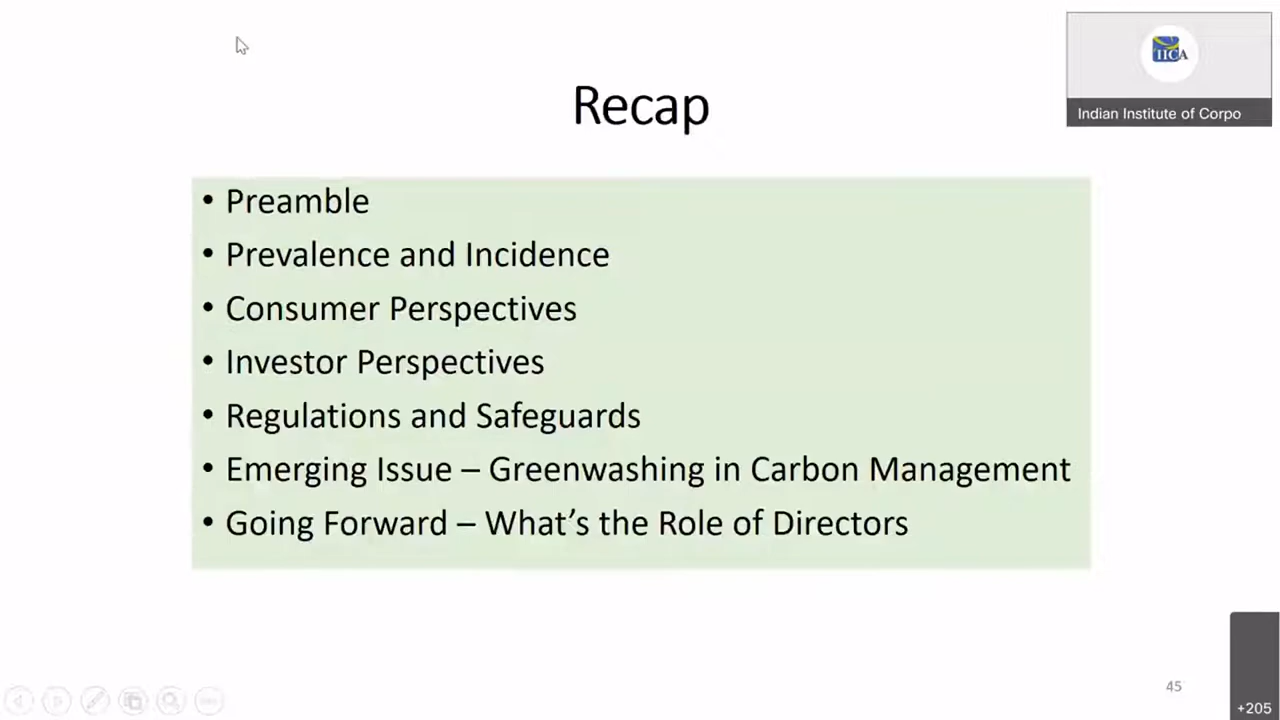 Recap
IICA
Indian Institute of Corpo
• Preamble
• Prevalence and Incidence
• Consumer Perspectives
• Investor Perspectives
• Regulations and Safeguards
• Emerging Issue – Greenwashing in Carbon Management
• Going Forward – What’s the Role of Directors
45
+205